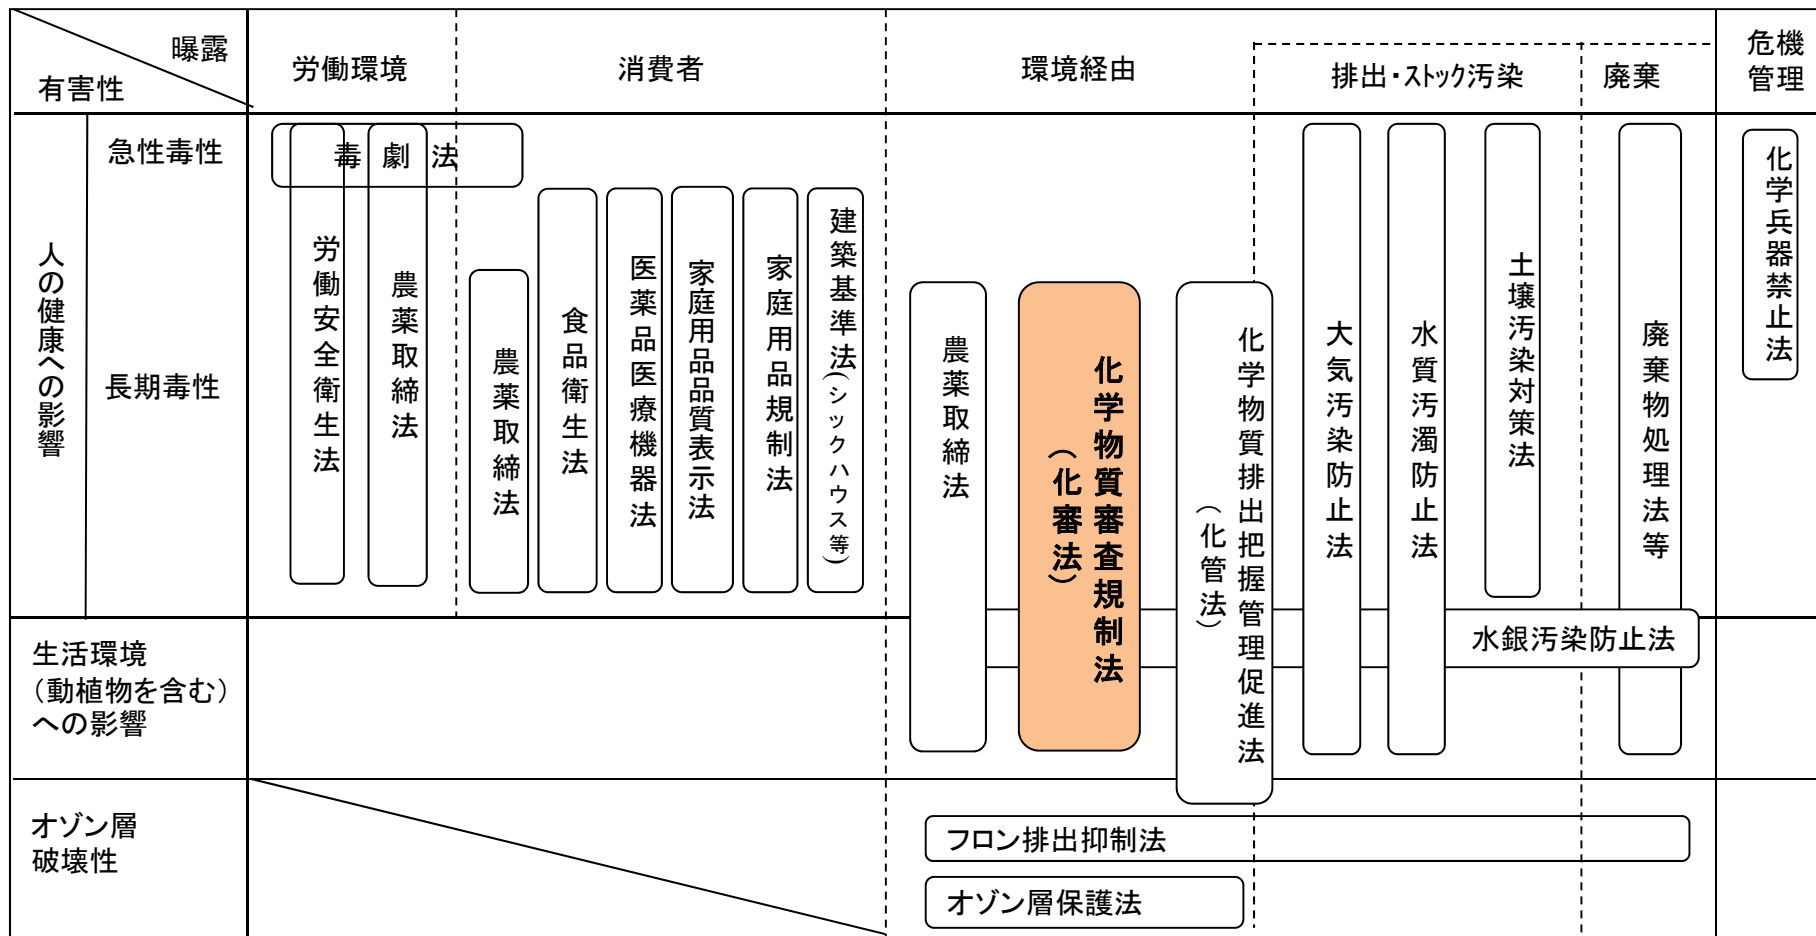 曝露
有害性
労働環境
消費者
環境経由
排出・ストック汚染
廃棄
危機
管理
人の健康への影響
急性毒性
長期毒性
毒劇法
労働安全衛生法
農薬取締法
農薬取締法
食品衛生法
医薬品医療機器法
家庭用品品質表示法
家庭用品規制法
建築基準法(シックハウス等)
農薬取締法
化学物質審査規制法
(化審法)
化学物質排出把握管理促進法
(化管法)
大気汚染防止法
水質汚濁防止法
土壌汚染対策法
廃棄物処理法等
化学兵器禁止法
水銀汚染防止法
生活環境
(動植物を含む)
への影響
オゾン層
破壊性
フロン排出抑制法
オゾン層保護法